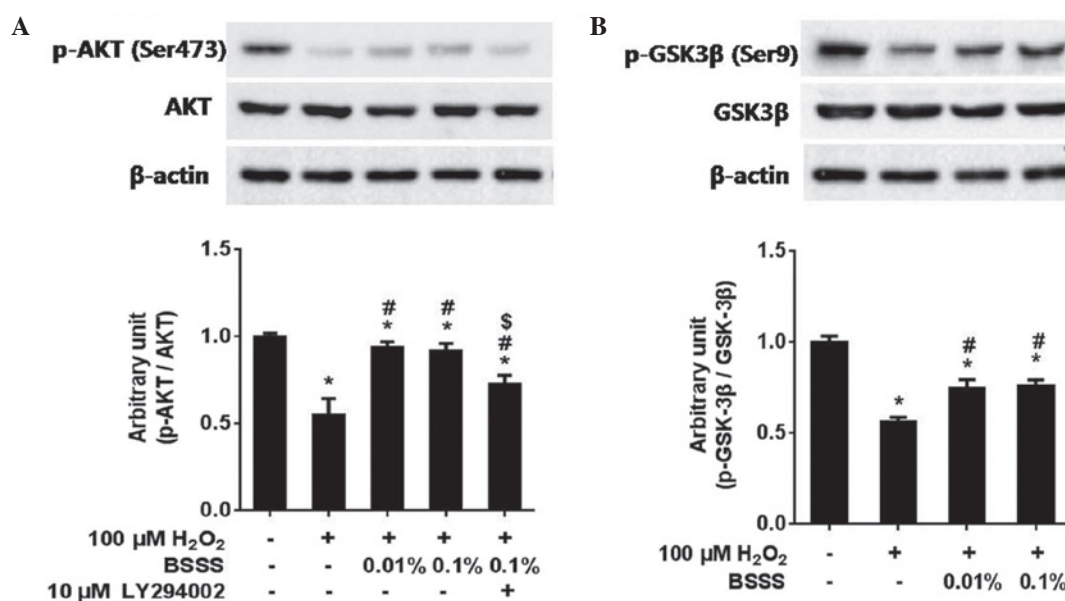 A
p-AKT (Ser473)
AKT
β-actin
1.5
1.0
0.5
0.0
Arbitrary unit
(p-AKT / AKT)
*
#
*
#
*
$
#
*
100 µM H₂O₂ - + + + +
BSSS - - 0.01% 0.1% 0.1%
10 µM LY294002 - - - - +
B
p-GSK3β (Ser9)
GSK3β
β-actin
1.5
1.0
0.5
0.0
Arbitrary unit
(p-GSK-3β / GSK-3β)
*
#
*
#
*
100 µM H₂O₂ - + + +
BSSS - - 0.01% 0.1%